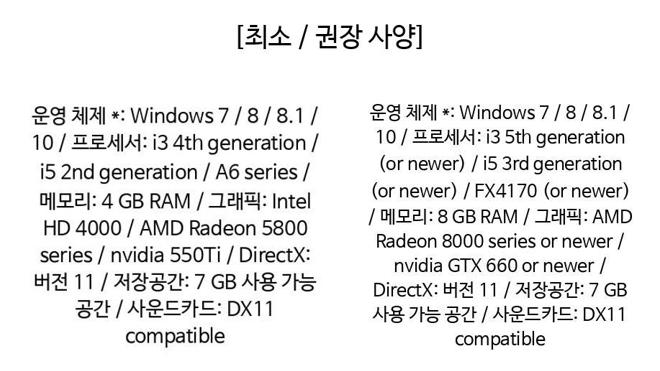 [최소 / 권장 사양]
운영 체제 *: Windows 7 / 8 / 8.1 /
10 / 프로세서: i3 4th generation /
i5 2nd generation / A6 series /
메모리: 4 GB RAM / 그래픽: Intel
HD 4000 / AMD Radeon 5800
series / nvidia 550Ti / DirectX:
버전 11 / 저장공간: 7 GB 사용 가능
공간 / 사운드카드: DX11
compatible
운영 체제 *: Windows 7 / 8 / 8.1 /
10 / 프로세서: i3 5th generation
(or newer) / i5 3rd generation
(or newer) / FX4170 (or newer)
/ 메모리: 8 GB RAM / 그래픽: AMD
Radeon 8000 series or newer /
nvidia GTX 660 or newer /
DirectX: 버전 11 / 저장공간: 7 GB
사용 가능 공간 / 사운드카드: DX11
compatible